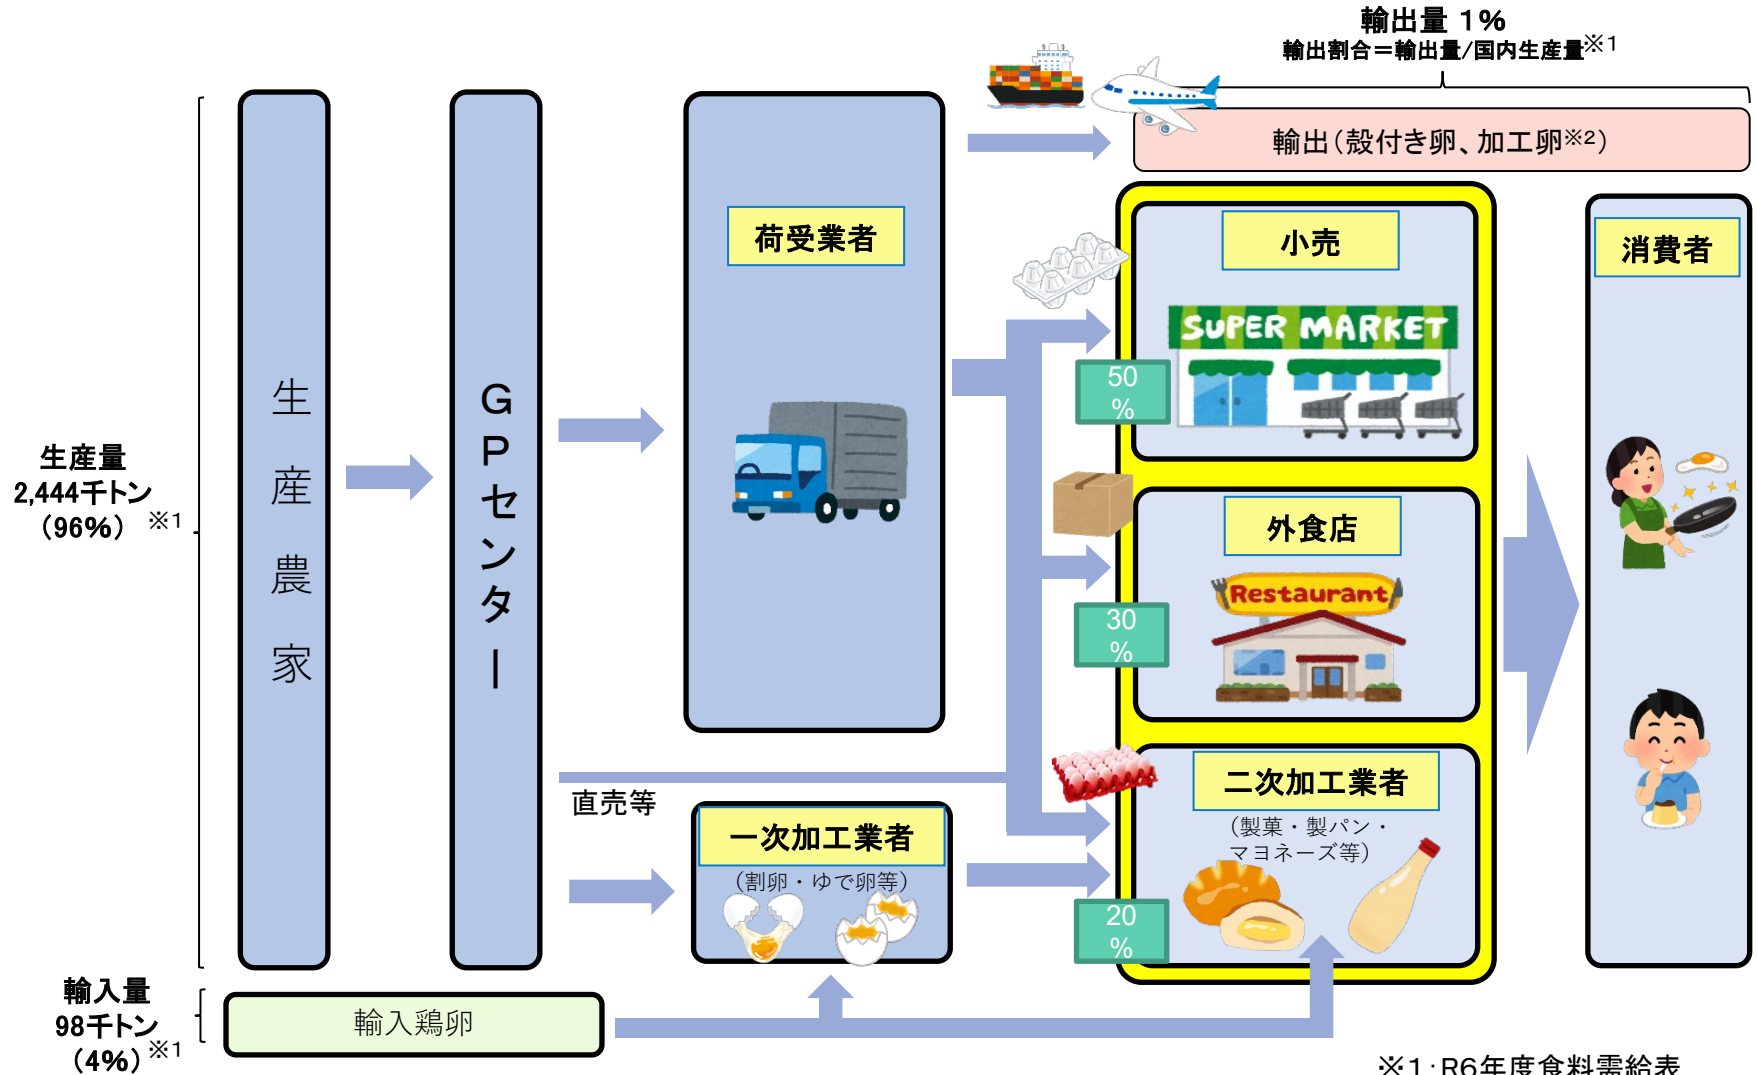 輸出量 1%
輸出割合=輸出量/国内生産量※1
輸出(殻付き卵、加工卵※2)
生産量
2,444千トン
(96%) ※1
生産農家
GPセンター
荷受業者
小売
SUPER MARKET
50
%
外食店
Restaurant
30
%
二次加工業者
(製菓・製パン・
マヨネーズ等)
20
%
消費者
直売等
一次加工業者
(割卵・ゆで卵等)
輸入量
98千トン
(4%)※1
輸入鶏卵
※1:R6年度食料需給表